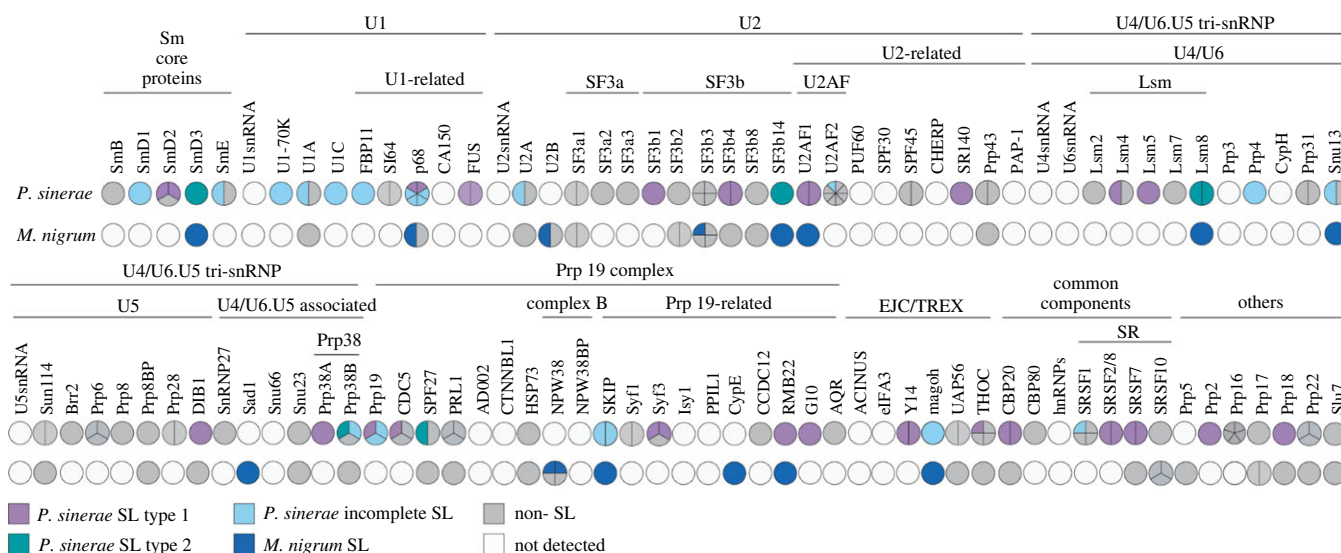 U1
U2
U4/U6.U5 tri-snRNP
Sm
core
proteins
U2-related
U4/U6
U1-related
SF3a
SF3b
U2AF
Lsm
SmB
SmD1
SmD2
SmD3
SmE
U1snRNA
U1-70K
U1A
U1C
FBP11
SI64
p68
CA150
FUS
U2snRNA
U2A
U2B
SF3a1
SF3a2
SF3a3
SF3b1
SF3b2
SF3b3
SF3b4
SF3b8
SF3b14
U2AF1
U2AF2
PUF60
SPF30
SPF45
CHERP
SR140
Prp43
PAP-1
U4snRNA
U6snRNA
Lsm2
Lsm4
Lsm5
Lsm7
Lsm8
Prp3
Prp4
CypH
Prp31
Snu13
P. sinerae
M. nigrum
U4/U6.U5 tri-snRNP
Prp 19 complex
U5
U4/U6.U5 associated
complex B
Prp 19-related
EJC/TREX
common
components
others
Prp38
SR
U5snRNA
Sun114
Brr2
Prp6
Prp8
Prp8BP
Prp28
DIB1
SnRNP27
Sad1
Snu66
Snu23
Prp38A
Prp38B
Prp19
CDC5
SPF27
PRL1
AD002
CTNNBL1
HSP73
NPW38
NPW38BP
SKIP
Syf1
Syf3
Isy1
PPIL1
CypE
CCDC12
RMB22
G10
AQR
ACINUS
eIFA3
Y14
magoh
UAP56
THOC
CBP20
CBP80
hnRNPs
SRSF1
SRSF2/8
SRSF7
SRSF10
Prp5
Prp2
Prp16
Prp17
Prp18
Prp22
Slu7
P. sinerae SL type 1
P. sinerae incomplete SL
non- SL
P. sinerae SL type 2
M. nigrum SL
not detected